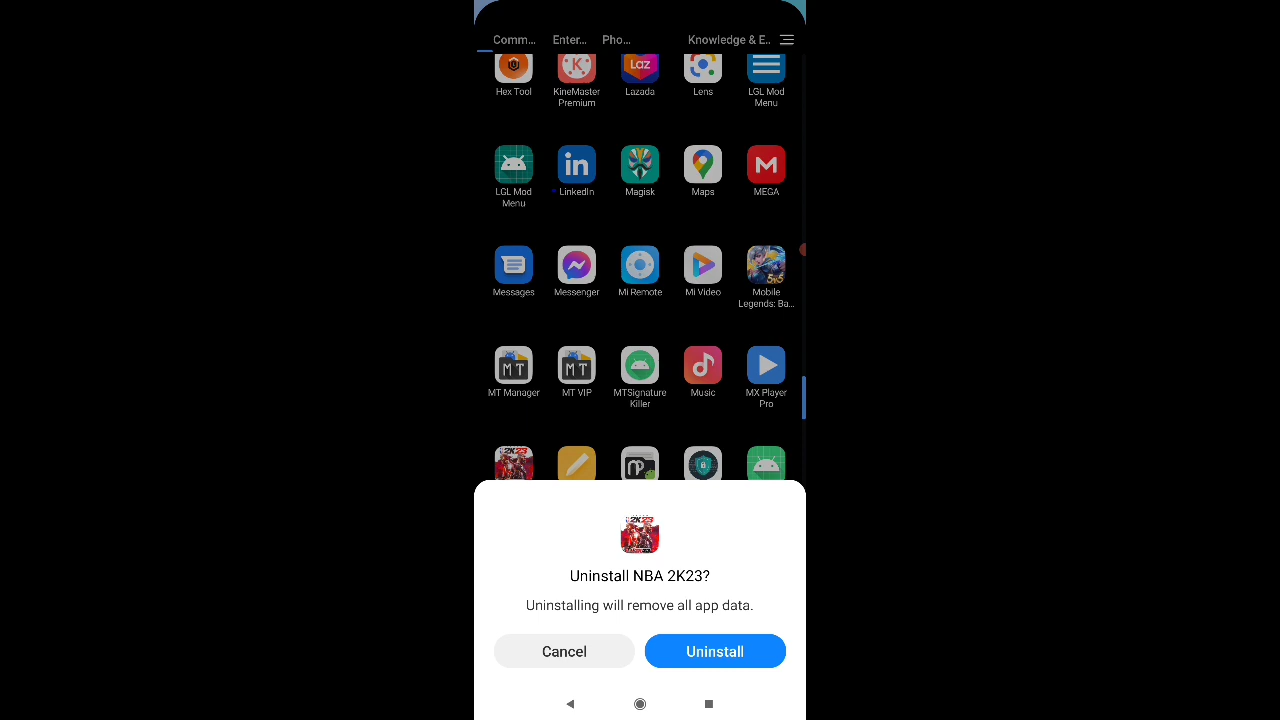 Comm... Enter... Pho... Knowledge & E..
Hex Tool KineMaster Premium Lazada Lens LGL Mod Menu
LGL Mod Menu LinkedIn Magisk Maps MEGA
Messages Messenger Mi Remote Mi Video Mobile Legends: Ba...
MT Manager MT VIP MTSignature Killer Music MX Player Pro
Uninstall NBA 2K23?
Uninstalling will remove all app data.
Cancel Uninstall